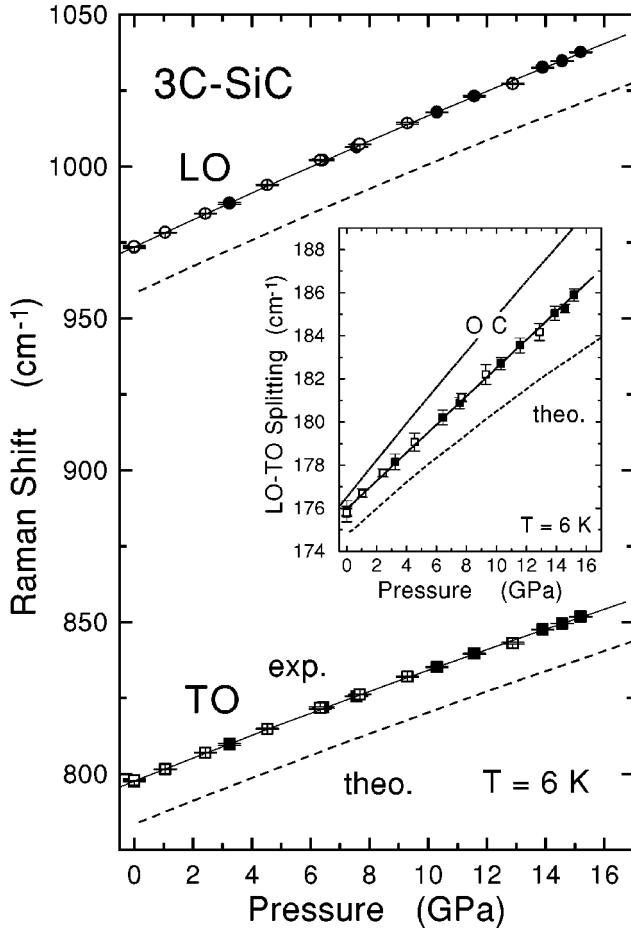 1050
3C-SiC
LO
1000
950
900
850
800
Raman Shift (cm-1)
188
186
184
182
180
178
176
174
LO-TO Splitting (cm-1)
O C
theo.
T = 6 K
0 2 4 6 8 10 12 14 16
Pressure (GPa)
exp.
TO
theo.
T = 6 K
0 2 4 6 8 10 12 14 16
Pressure (GPa)